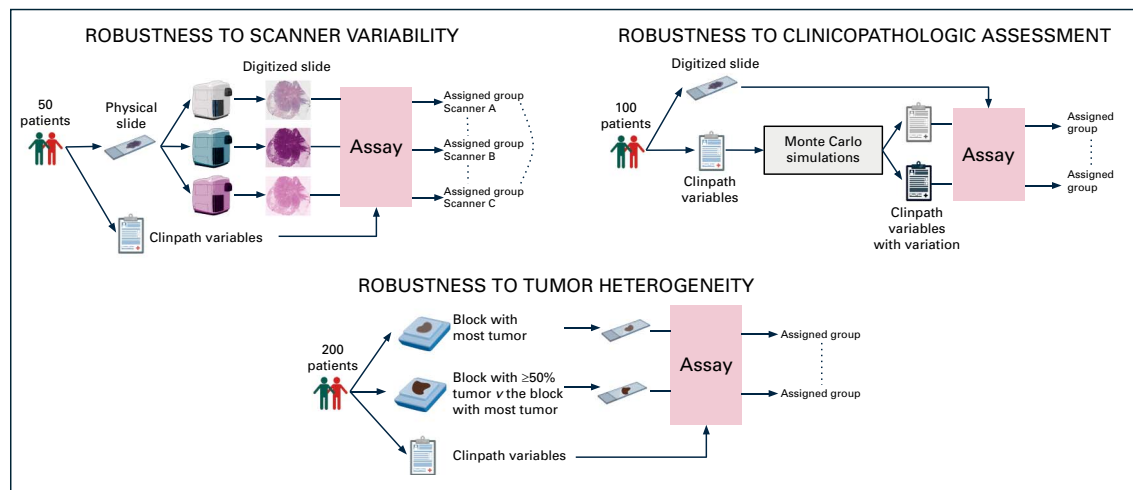 ROBUSTNESS TO SCANNER VARIABILITY
Digitized slide
50
patients
Physical
slide
Assay
Assigned group
Scanner A
Assigned group
Scanner B
Assigned group
Scanner C
Clinpath variables
ROBUSTNESS TO CLINICOPATHOLOGIC ASSESSMENT
Digitized slide
100
patients
Clinpath
variables
Monte Carlo
simulations
Clinpath
variables
with variation
Assay
Assigned
group
Assigned
group
ROBUSTNESS TO TUMOR HETEROGENEITY
200
patients
Block with
most tumor
Block with ≥50%
tumor v the block
with most tumor
Clinpath variables
Assay
Assigned group
Assigned group